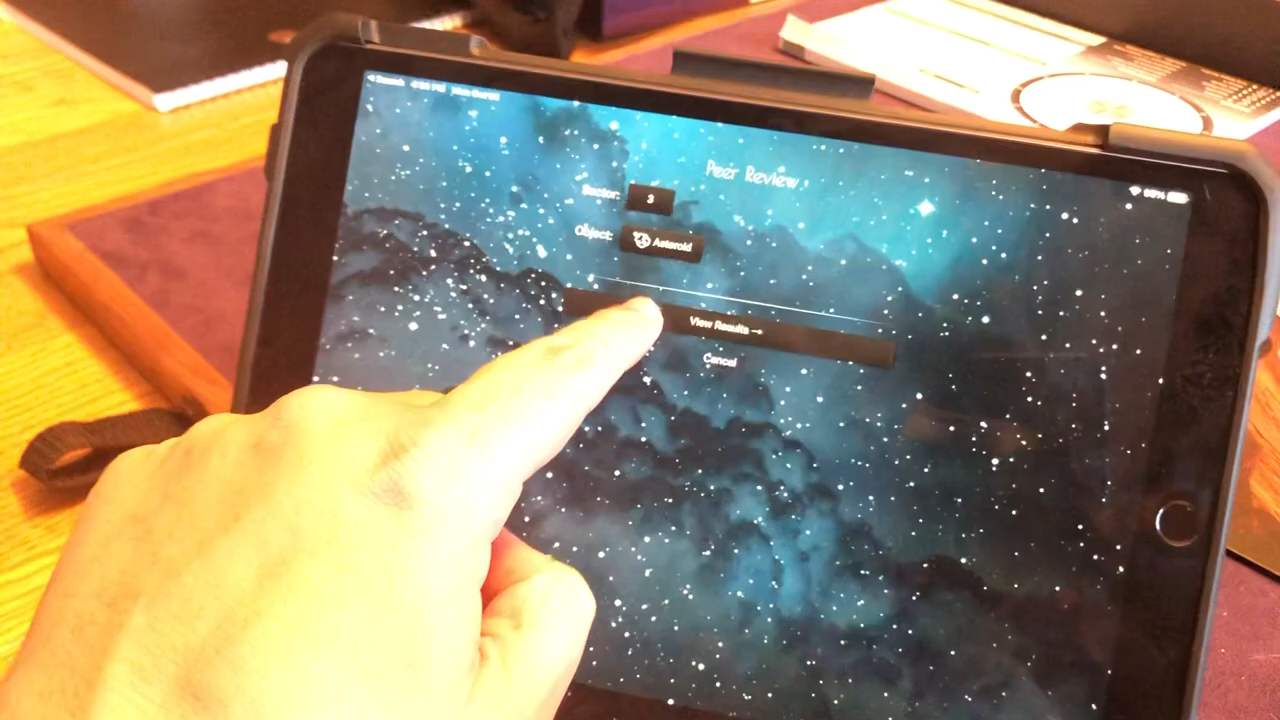 Peer Review
Sector: 3
Object: Asteroid
View Results →
Cancel